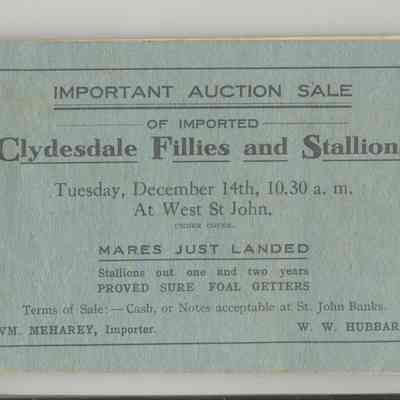 IMPORTANT AUCTION SALE
OF IMPORTED
Clydesdale Fillies and Stallion
Tuesday, December 14th, 10.30 a. m.
At West St John.
UNDER COVER.
MARES JUST LANDED
Stallions out one and two years
PROVED SURE FOAL GETTERS
Terms of Sale:—Cash, or Notes acceptable at St. John Banks.
WM. MEHAREY, Importer. W. W. HUBBAR